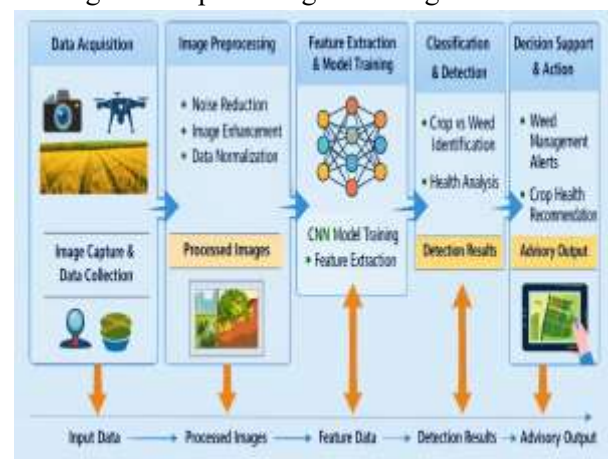 Data Acquisition
Image Capture &
Data Collection
Image Preprocessing
• Noise Reduction
• Image Enhancement
• Data Normalization
Processed Images
Feature Extraction
& Model Training
CNN Model Training
• Feature Extraction
Classification
& Detection
• Crop vs Weed
Identification
• Health Analysis
Detection Results
Decision Support
& Action
• Weed
Management
Alerts
• Crop Health
Recommendation
Advisory Output
Input Data
Processed Images
Feature Data
Detection Results
Advisory Output